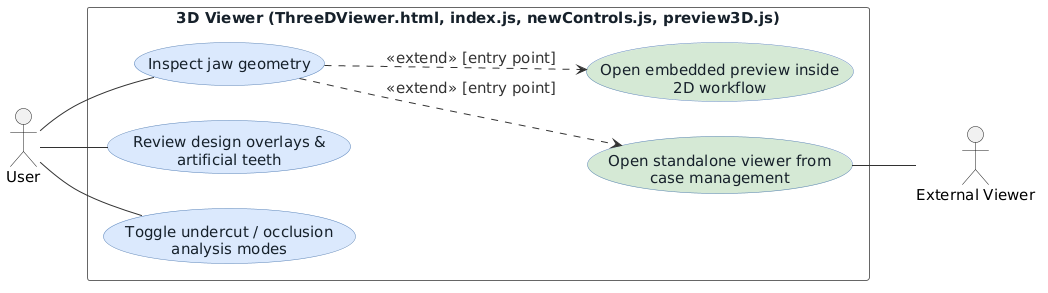 3D Viewer (ThreeDViewer.html, index.js, newControls.js, preview3D.js)
Inspect jaw geometry
«extend» [entry point]
«extend» [entry point]
Open embedded preview inside
2D workflow
Review design overlays &
artificial teeth
Open standalone viewer from
case management
User
External Viewer
Toggle undercut / occlusion
analysis modes